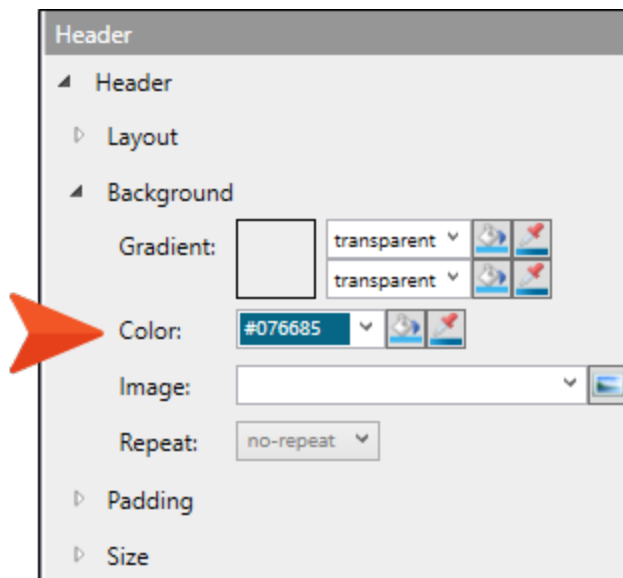 Header
Header
Layout
Background
Gradient: transparent
transparent
Color: #076685
Image:
Repeat: no-repeat
Padding
Size